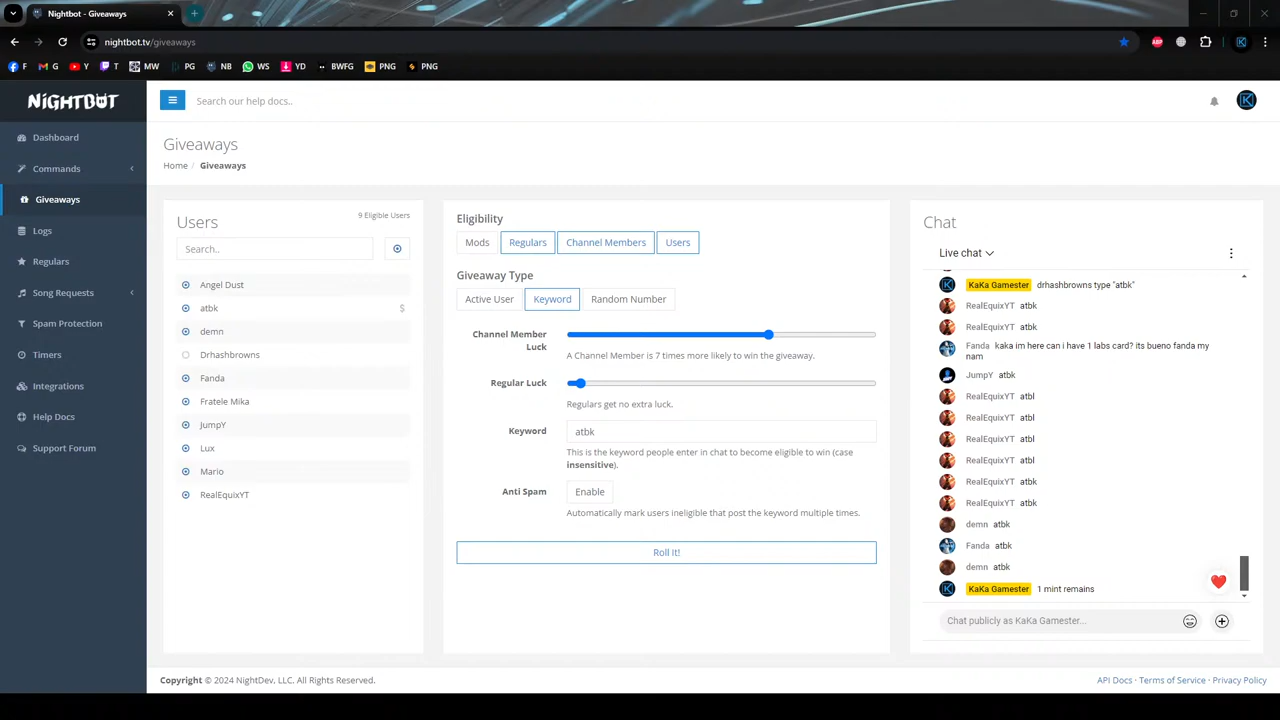 Nightbot - Giveaways
nightbot.tv/giveaways
F
G
Y
T
MW
PG
NB
WS
YD
BWFG
PNG
PNG
NiGHTBOT
Search our help docs..
Dashboard
Commands
Giveaways
Logs
Regulars
Song Requests
Spam Protection
Timers
Integrations
Help Docs
Support Forum
Giveaways
Home / Giveaways
Users
9 Eligible Users
Search..
Angel Dust
atbk $
demn
Drhashbrowns
Fanda
Fratele Mika
JumpY
Lux
Mario
RealEquixYT
Eligibility
Mods Regulars Channel Members Users
Giveaway Type
Active User Keyword Random Number
Channel Member
Luck
A Channel Member is 7 times more likely to win the giveaway.
Regular Luck
Regulars get no extra luck.
Keyword
atbk
This is the keyword people enter in chat to become eligible to win (case
insensitive).
Anti Spam
Enable
Automatically mark users ineligible that post the keyword multiple times.
Roll It!
Chat
Live chat
KaKa Gamester drhashbrowns type "atbk"
RealEquixYT atbk
RealEquixYT atbk
Fanda kaka im here can i have 1 labs card? its bueno fanda my
nam
JumpY atbk
RealEquixYT atbl
RealEquixYT atbl
RealEquixYT atbl
RealEquixYT atbl
RealEquixYT atbk
RealEquixYT atbk
demn atbk
Fanda atbk
demn atbk
KaKa Gamester 1 mint remains
Chat publicly as KaKa Gamester...
Copyright © 2024 NightDev, LLC. All Rights Reserved.
API Docs · Terms of Service · Privacy Policy